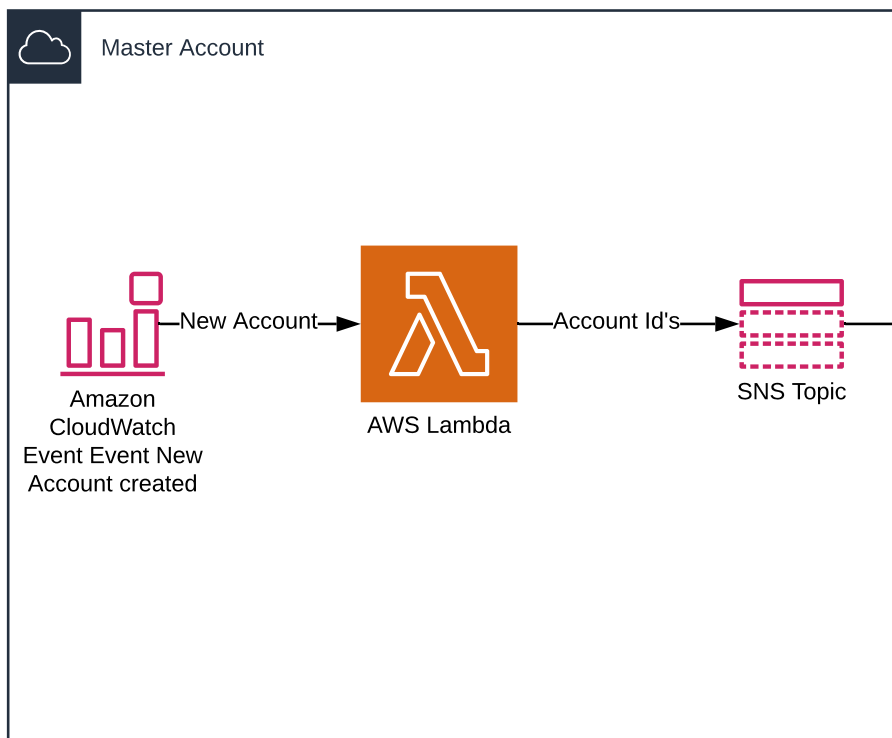 Master Account
New Account
Account Id's
Amazon
CloudWatch
Event Event New
Account created
AWS Lambda
SNS Topic